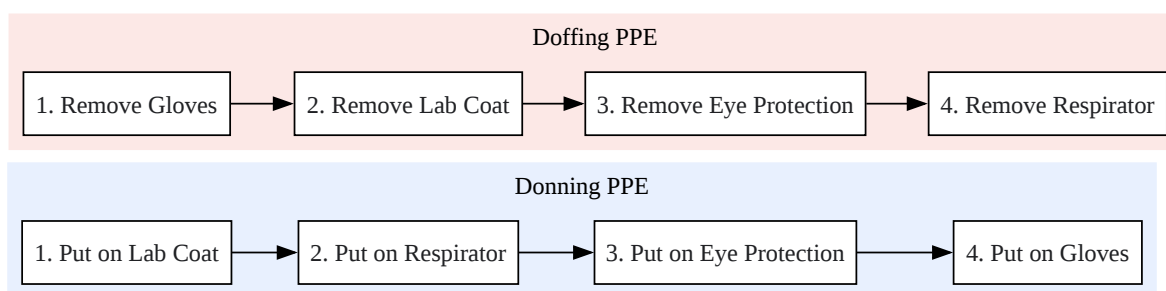 Doffing PPE
1. Remove Gloves
2. Remove Lab Coat
3. Remove Eye Protection
4. Remove Respirator
Donning PPE
1. Put on Lab Coat
2. Put on Respirator
3. Put on Eye Protection
4. Put on Gloves